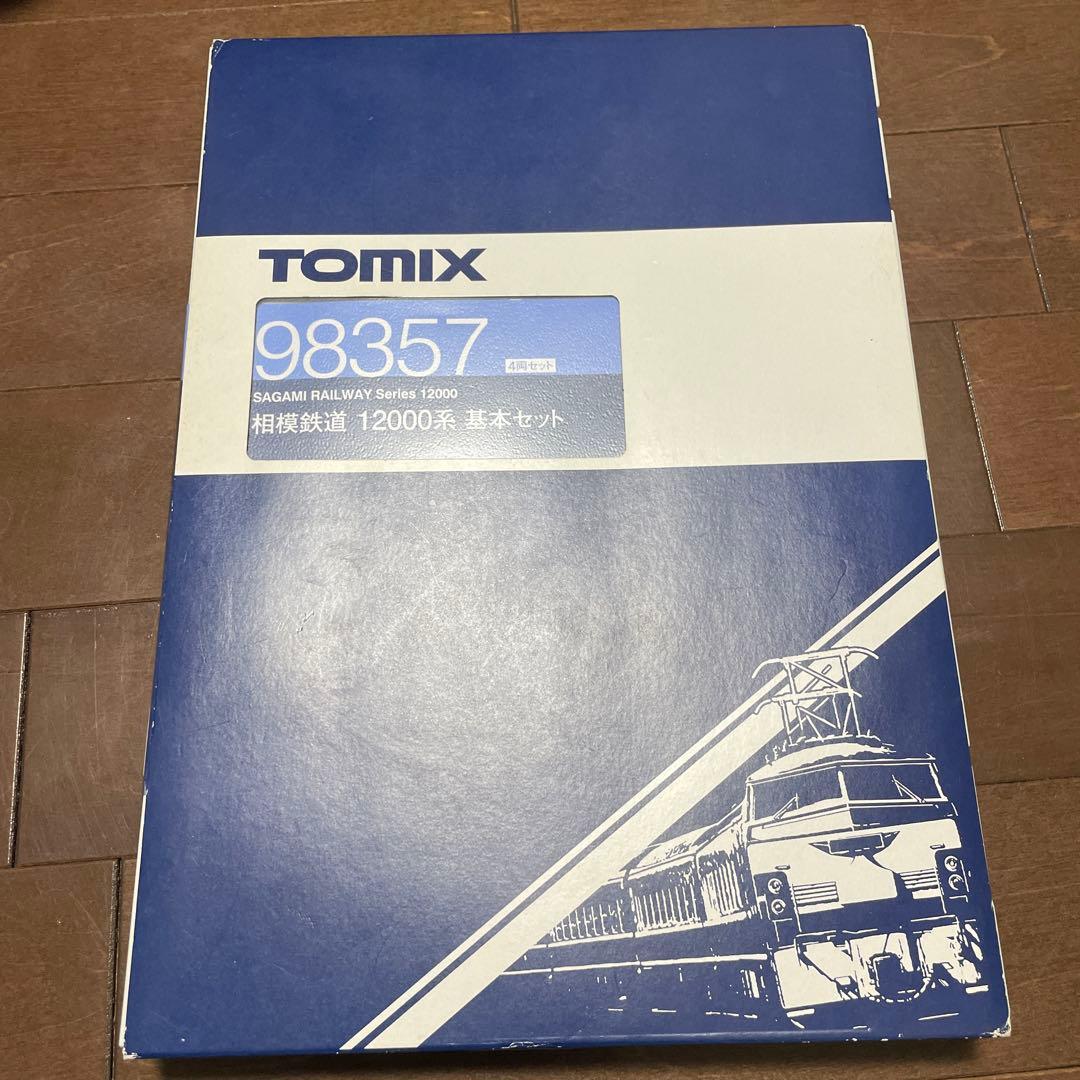 TOMIX
98357 4両セット
SAGAMI RAILWAY Series 12000
相模鉄道 12000系 基本セット